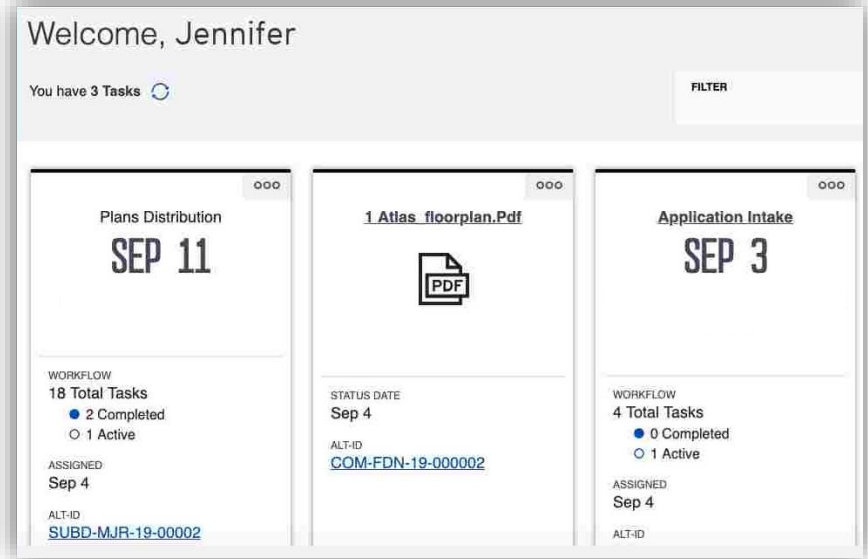 Welcome, Jennifer
You have 3 Tasks
FILTER
ooo
Plans Distribution
SEP 11
WORKFLOW
18 Total Tasks
2 Completed
1 Active
ASSIGNED
Sep 4
ALT-ID
SUBD-MJR-19-00002
ooo
1 Atlas_floorplan.Pdf
PDF
STATUS DATE
Sep 4
ALT-ID
COM-FDN-19-000002
ooo
Application Intake
SEP 3
WORKFLOW
4 Total Tasks
0 Completed
1 Active
ASSIGNED
Sep 4
ALT-ID